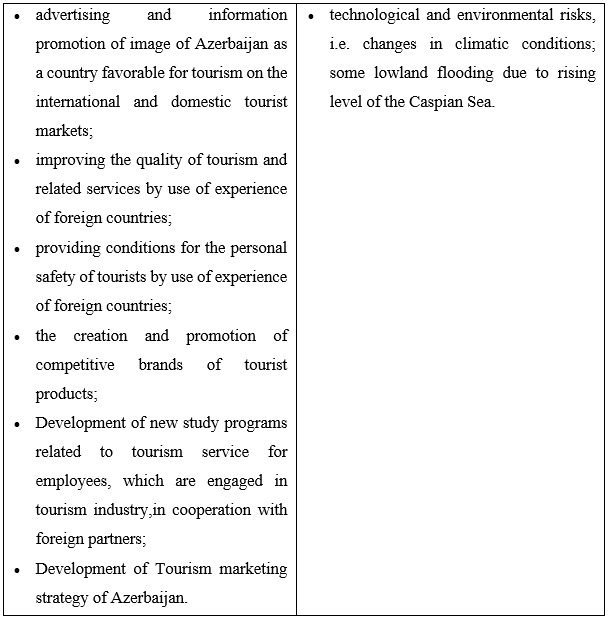 • advertising and information
promotion of image of Azerbaijan as
a country favorable for tourism on the
international and domestic tourist
markets;
• improving the quality of tourism and
related services by use of experience
of foreign countries;
• providing conditions for the personal
safety of tourists by use of experience
of foreign countries;
• the creation and promotion of
competitive brands of tourist
products;
• Development of new study programs
related to tourism service for
employees, which are engaged in
tourism industry,in cooperation with
foreign partners;
• Development of Tourism marketing
strategy of Azerbaijan.
• technological and environmental risks,
i.e. changes in climatic conditions;
some lowland flooding due to rising
level of the Caspian Sea.